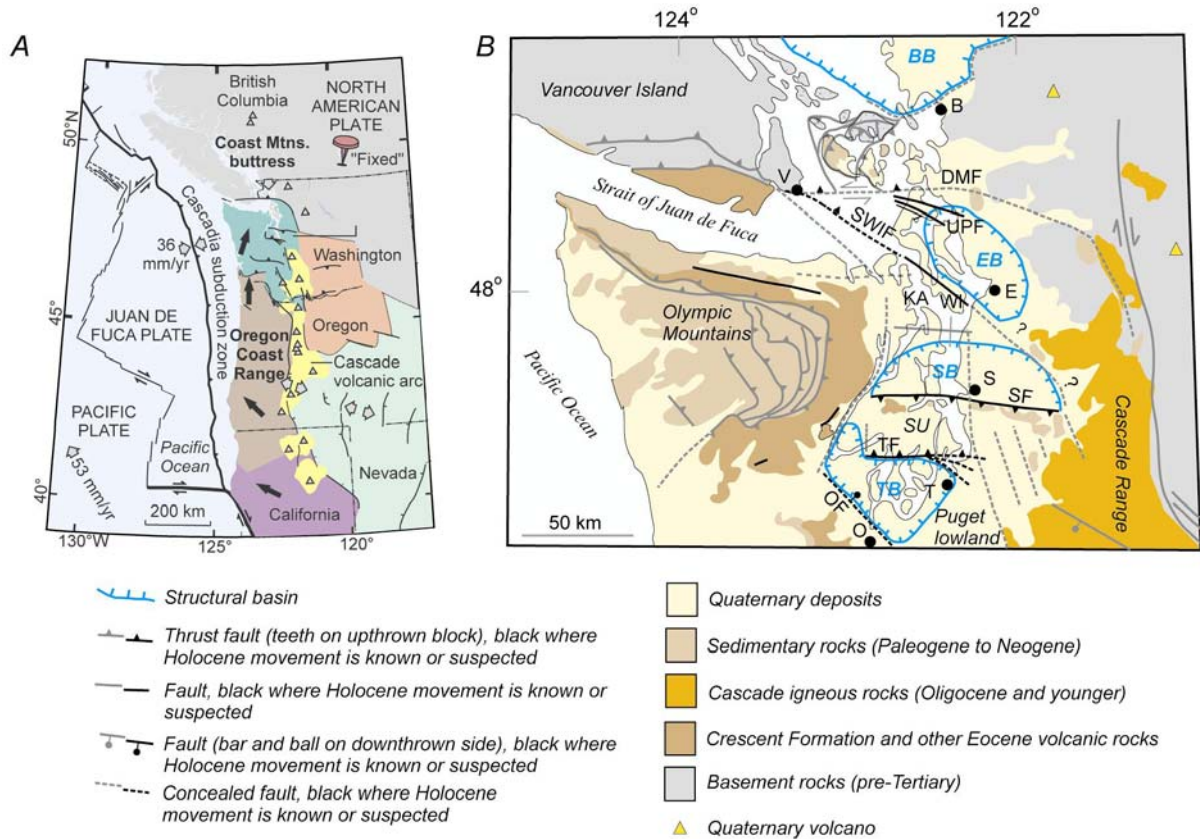 A
50°N
45°
40°
130°W
125°
120°
British
Columbia
NORTH
AMERICAN
PLATE
Coast Mtns.
buttress
"Fixed"
Cascadia subduction zone
36
mm/yr
Washington
JUAN DE
FUCA PLATE
Oregon
Oregon
Coast
Range
Cascade
volcanic arc
PACIFIC
PLATE
Pacific
Ocean
53 mm/yr
Nevada
California
200 km
B
124°
122°
48°
BB
Vancouver Island
B
V
DMF
Strait of Juan de Fuca
SWIF
UPF
EB
KA
WI
E
?
Olympic
Mountains
Pacific Ocean
SB
S
SF
?
SU
TF
TB
T
OF
O
Puget
lowland
Cascade Range
50 km
Structural basin
Thrust fault (teeth on upthrown block), black where
Holocene movement is known or suspected
Fault, black where Holocene movement is known or
suspected
Fault (bar and ball on downthrown side), black where
Holocene movement is known or suspected
Concealed fault, black where Holocene
movement is known or suspected
Quaternary deposits
Sedimentary rocks (Paleogene to Neogene)
Cascade igneous rocks (Oligocene and younger)
Crescent Formation and other Eocene volcanic rocks
Basement rocks (pre-Tertiary)
Quaternary volcano